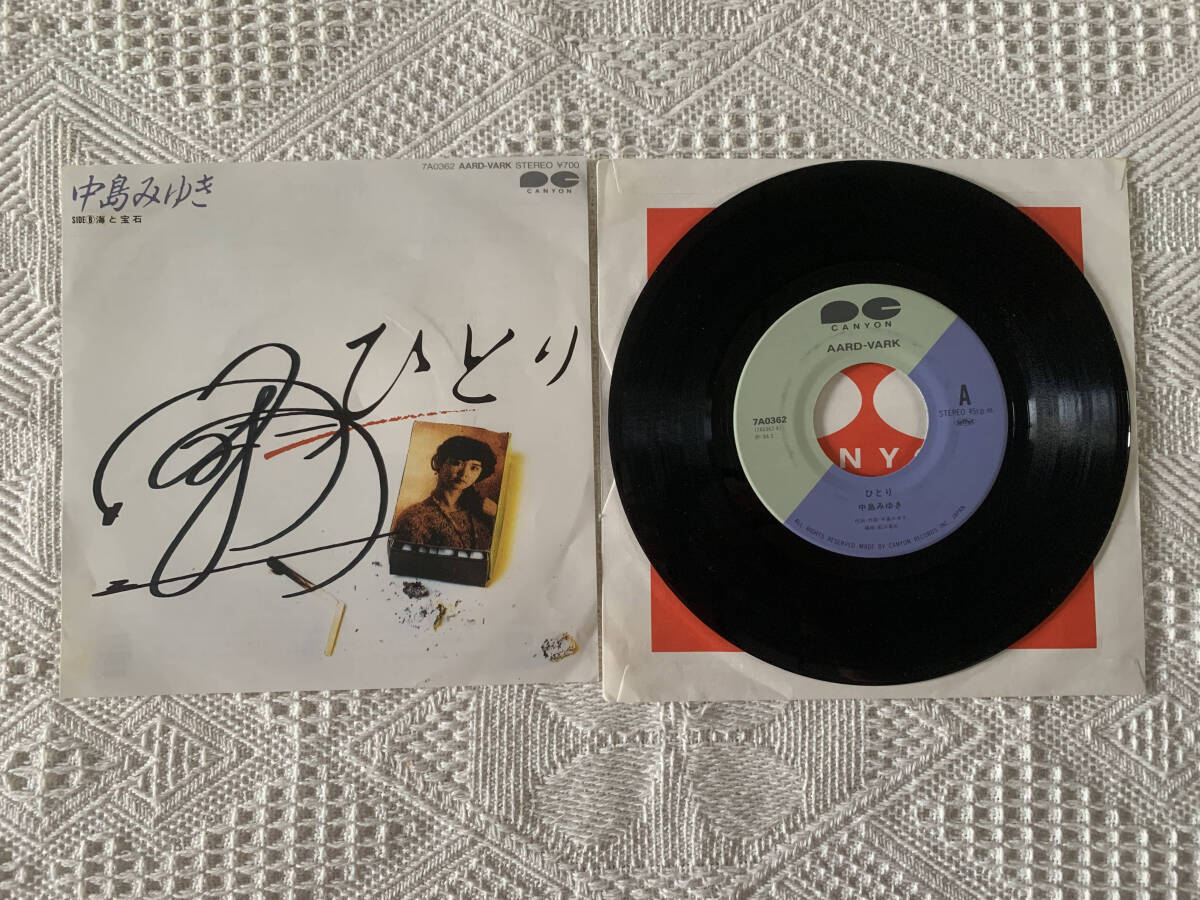 7A0362 AARD-VARK STEREO ¥700
CANYON
中島みゆき
SIDE(B)海と宝石
ひとり
CANYON
AARD-VARK
7A0362
A
STEREO 45r.p.m.
NY
ひとり
中島みゆき
ALL RIGHTS RESERVED MADE BY CANYON RECORDS INC. JAPAN